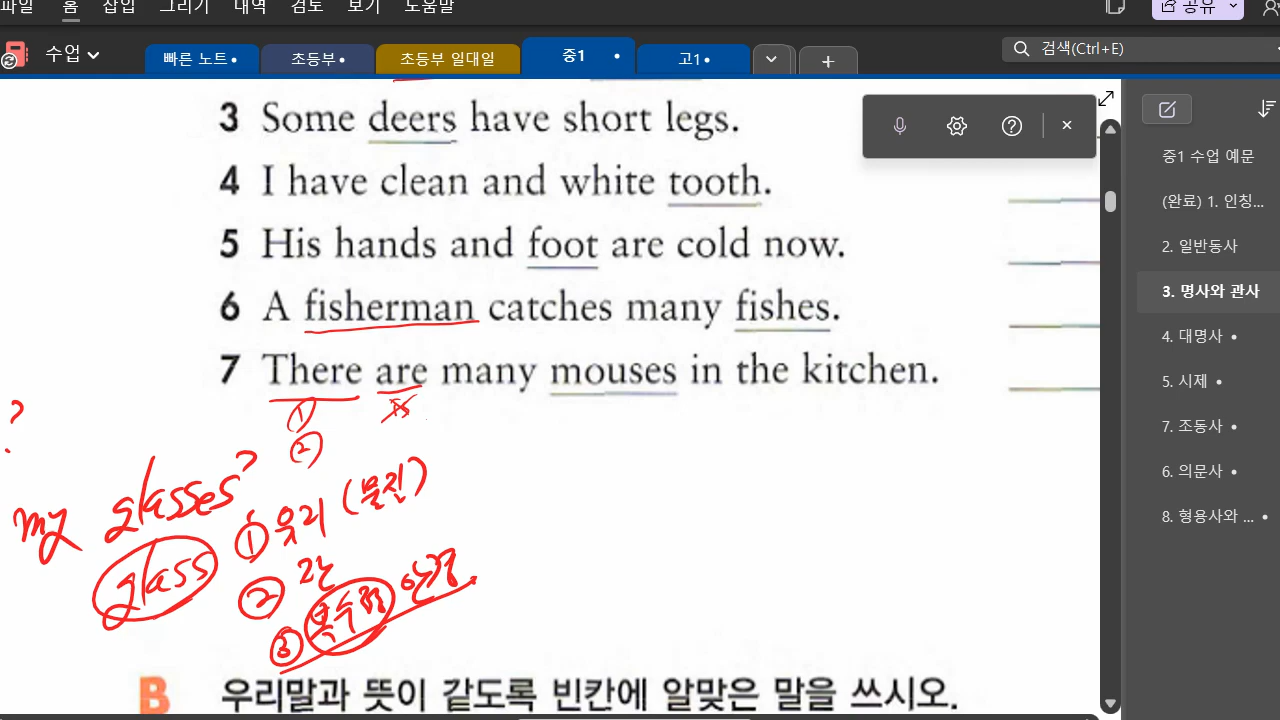 파일 홈 삽입 그리기 대역 검토 보기 도움말 공유
수업 빠른 노트 초등부 초등부 일대일 중1 고1 검색(Ctrl+E)
3 Some deers have short legs.
4 I have clean and white tooth.
5 His hands and foot are cold now.
6 A fisherman catches many fishes.
7 There are many mouses in the kitchen.
① is
②
?
my glasses?
glass ① 유리 (물질)
② 잔
③ 복수형 안경
B 우리말과 뜻이 같도록 빈칸에 알맞은 말을 쓰시오.
중1 수업 예문
(완료) 1. 인칭...
2. 일반동사
3. 명사와 관사
4. 대명사
5. 시제
7. 조동사
6. 의문사
8. 형용사와 ...